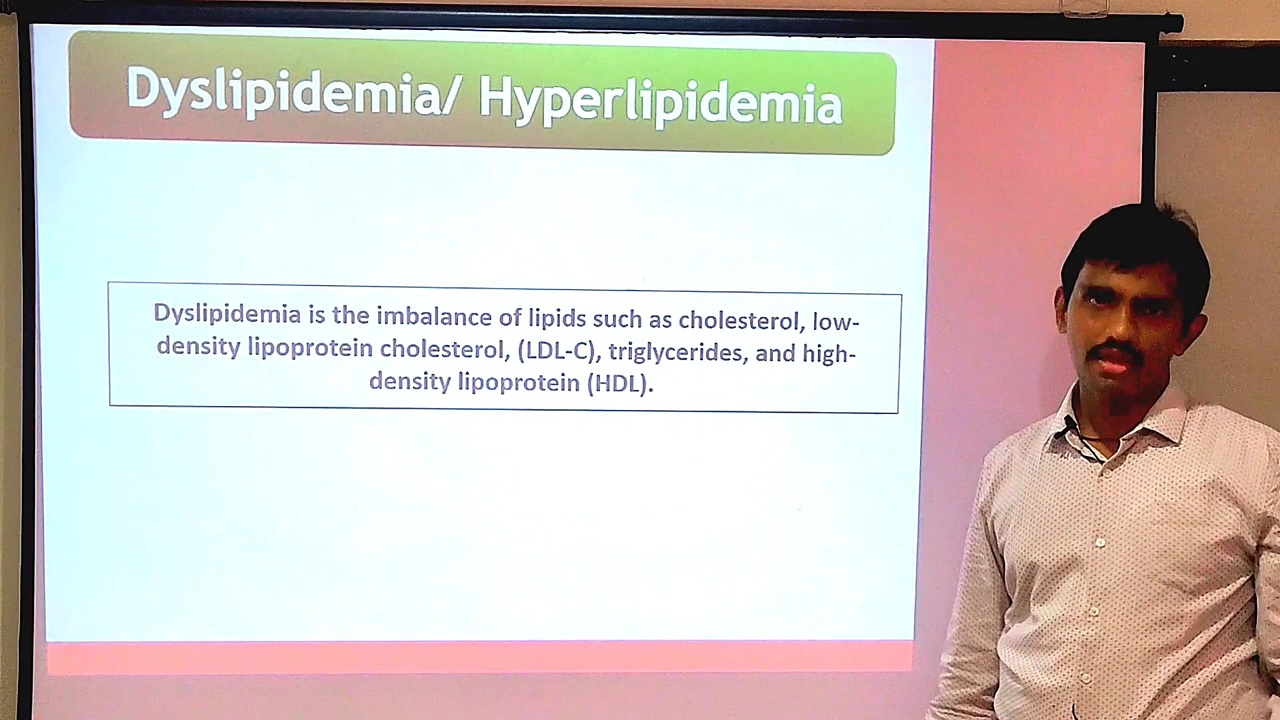 Dyslipidemia/ Hyperlipidemia
Dyslipidemia is the imbalance of lipids such as cholesterol, low-
density lipoprotein cholesterol, (LDL-C), triglycerides, and high-
density lipoprotein (HDL).